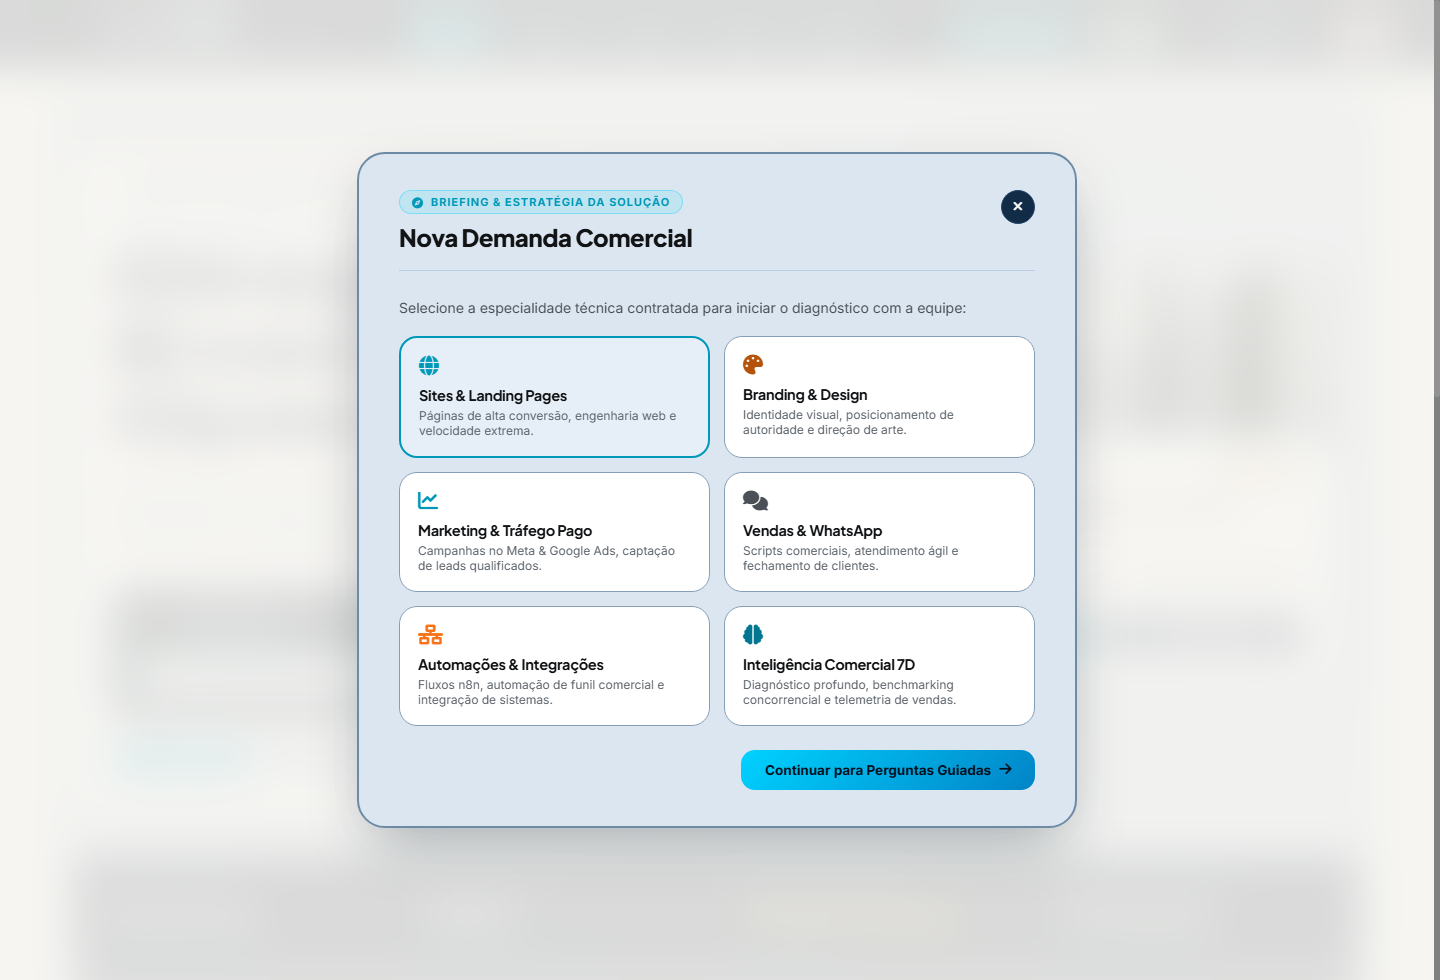 BRIEFING & ESTRATÉGIA DA SOLUÇÃO
Nova Demanda Comercial
Selecione a especialidade técnica contratada para iniciar o diagnóstico com a equipe:
Sites & Landing Pages
Páginas de alta conversão, engenharia web e
velocidade extrema.
Branding & Design
Identidade visual, posicionamento de
autoridade e direção de arte.
Marketing & Tráfego Pago
Campanhas no Meta & Google Ads, captação
de leads qualificados.
Vendas & WhatsApp
Scripts comerciais, atendimento ágil e
fechamento de clientes.
Automações & Integrações
Fluxos n8n, automação de funil comercial e
integração de sistemas.
Inteligência Comercial 7D
Diagnóstico profundo, benchmarking
concorrencial e telemetria de vendas.
Continuar para Perguntas Guiadas